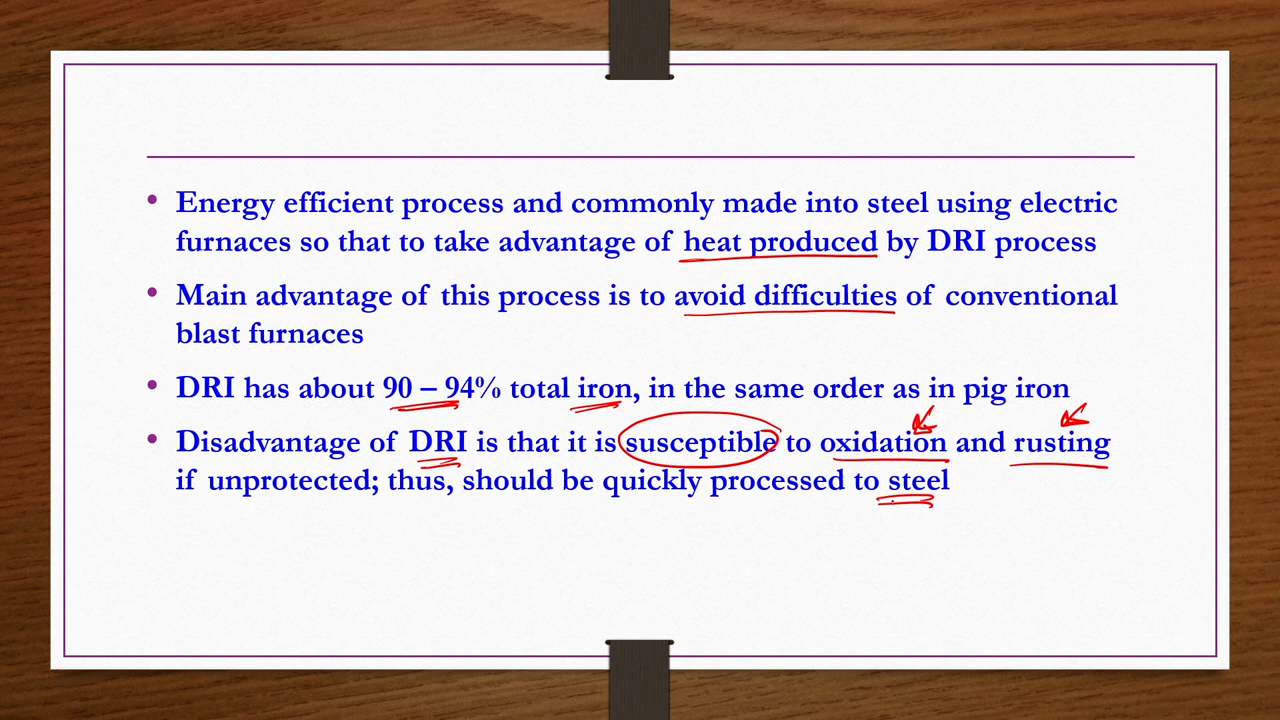 • Energy efficient process and commonly made into steel using electric
furnaces so that to take advantage of heat produced by DRI process
• Main advantage of this process is to avoid difficulties of conventional
blast furnaces
• DRI has about 90 – 94% total iron, in the same order as in pig iron
• Disadvantage of DRI is that it is susceptible to oxidation and rusting
if unprotected; thus, should be quickly processed to steel